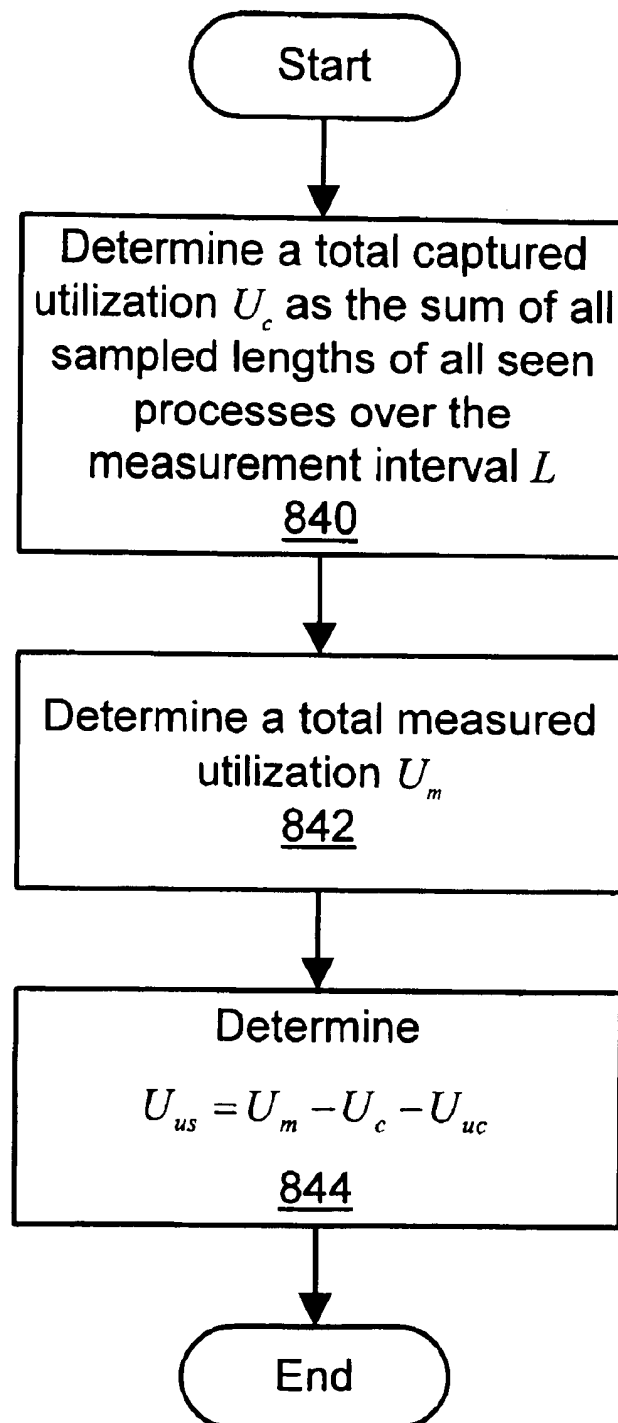 Start
Determine a total captured
utilization U_c as the sum of all
sampled lengths of all seen
processes over the
measurement interval L
840
Determine a total measured
utilization U_m
842
Determine
U_us = U_m − U_c − U_uc
844
End